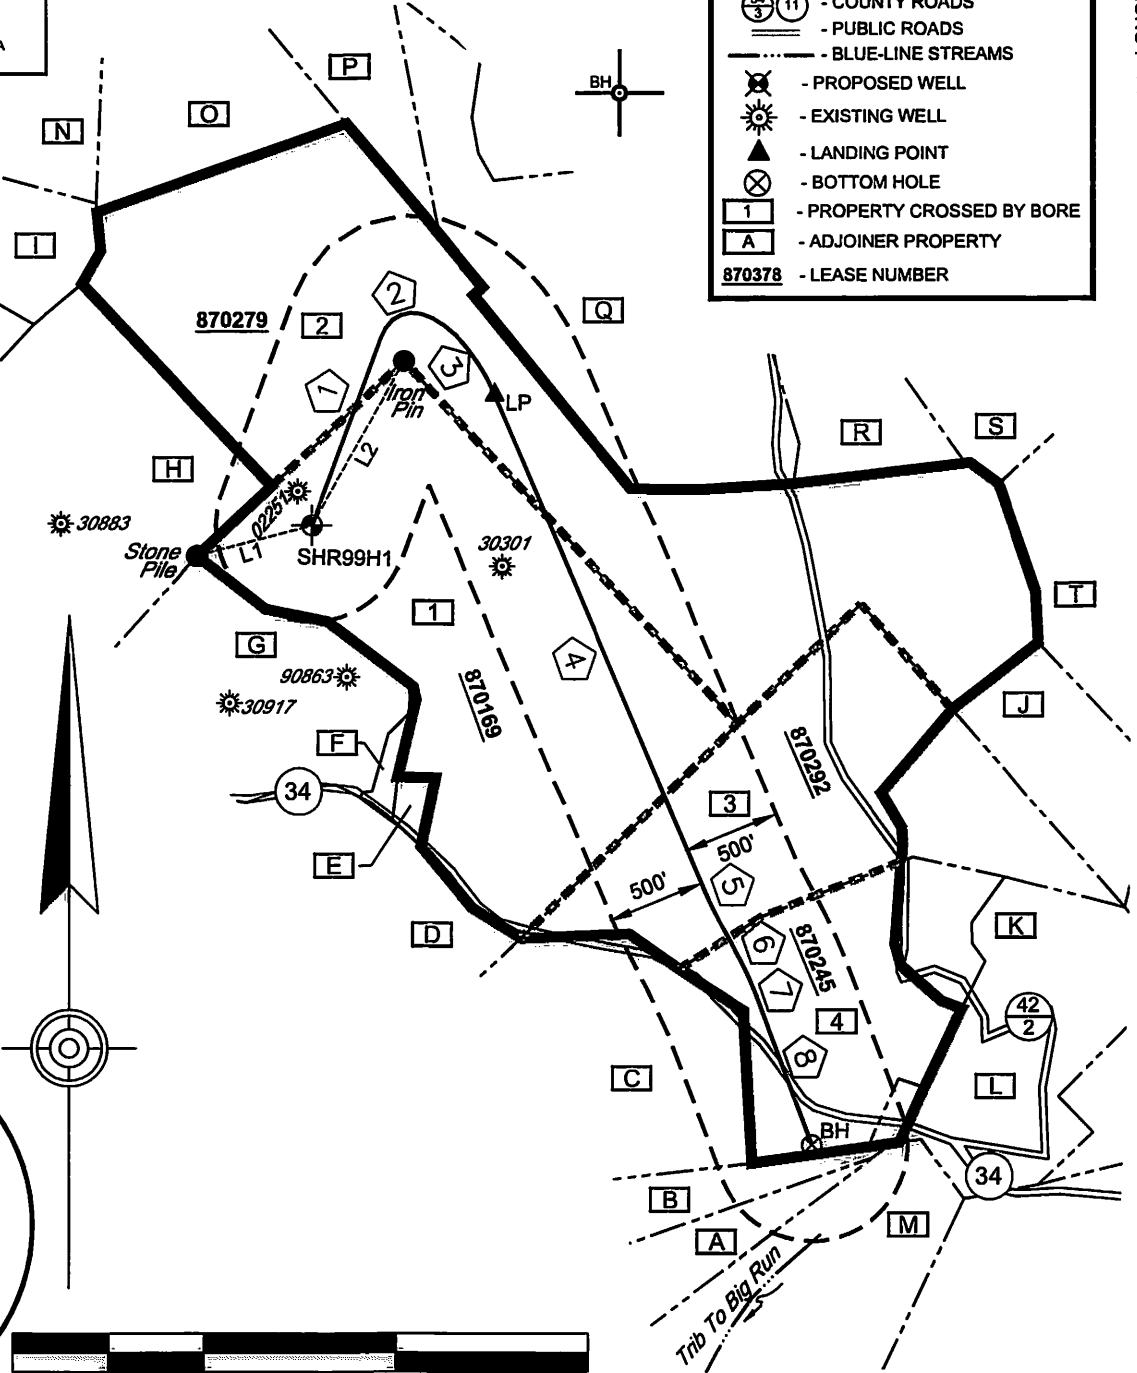 11
3
- COUNTY ROADS
- PUBLIC ROADS
- BLUE-LINE STREAMS
- PROPOSED WELL
- EXISTING WELL
- LANDING POINT
- BOTTOM HOLE
1 - PROPERTY CROSSED BY BORE
A - ADJOINER PROPERTY
870378 - LEASE NUMBER
A
P
BH
O
N
I
870279
2
2
Q
1
3
Iron
Pin
LP
L2
R
S
H
02251
30883
Stone
Pile
L1
SHR99H1
30301
1
T
G
4
90863
30917
870169
J
F
34
870292
3
500'
E
500'
5
D
K
6
870245
7
4
42
2
8
C
L
BH
34
B
M
A
Trib To Big Run
S